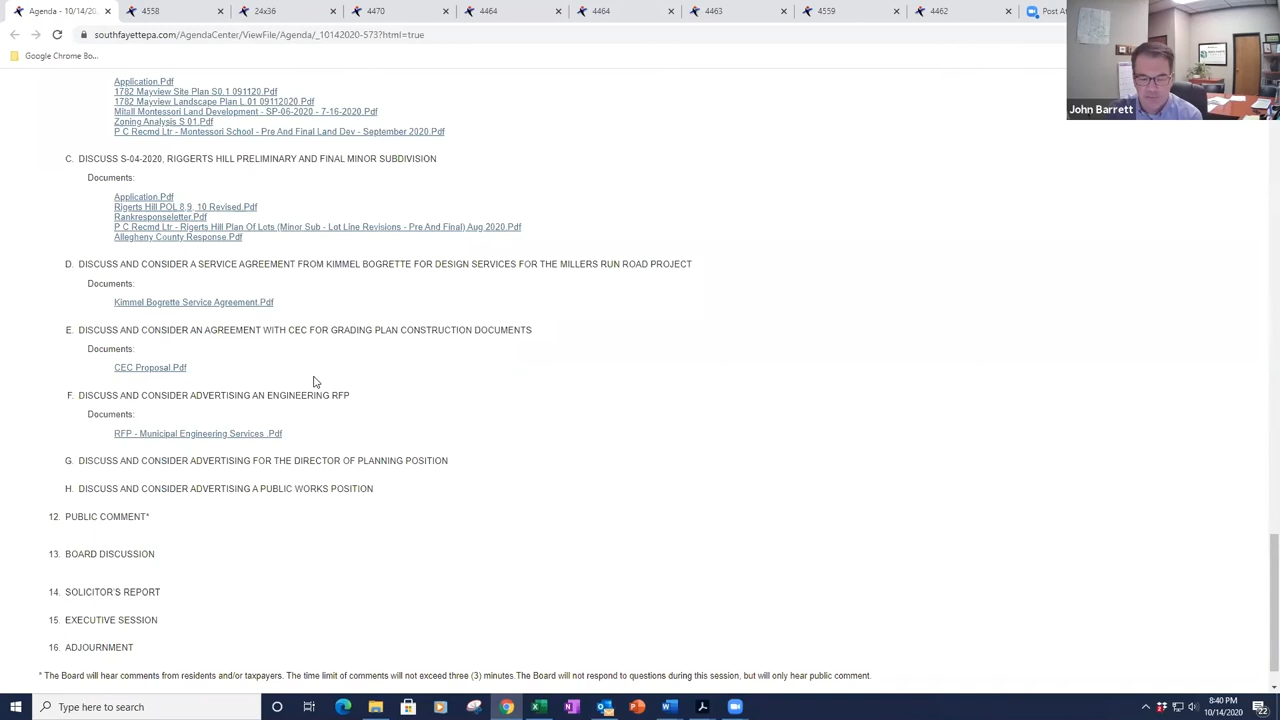 Agenda - 10/14/20
4558
24x36
4470
4464
4464
4463
4559
4462
Post At
southfayettepa.com/AgendaCenter/ViewFile/Agenda/_10142020-573?html=true
Google Chrome Bo...
John Barrett
Application.Pdf
1782 Mayview Site Plan S0.1 091120.Pdf
1782 Mayview Landscape Plan L.01 09112020.Pdf
Mitall Montessori Land Development - SP-06-2020 - 7-16-2020.Pdf
Zoning Analysis S 01.Pdf
P C Recmd Ltr - Montessori School - Pre And Final Land Dev - September 2020.Pdf
C. DISCUSS S-04-2020, RIGGERTS HILL PRELIMINARY AND FINAL MINOR SUBDIVISION
Documents:
Application.Pdf
Rigerts Hill POL 8,9, 10 Revised.Pdf
Rankresponseletter.Pdf
P C Recmd Ltr - Rigerts Hill Plan Of Lots (Minor Sub - Lot Line Revisions - Pre And Final) Aug 2020.Pdf
Allegheny County Response.Pdf
D. DISCUSS AND CONSIDER A SERVICE AGREEMENT FROM KIMMEL BOGRETTE FOR DESIGN SERVICES FOR THE MILLERS RUN ROAD PROJECT
Documents:
Kimmel Bogrette Service Agreement.Pdf
E. DISCUSS AND CONSIDER AN AGREEMENT WITH CEC FOR GRADING PLAN CONSTRUCTION DOCUMENTS
Documents:
CEC Proposal.Pdf
F. DISCUSS AND CONSIDER ADVERTISING AN ENGINEERING RFP
Documents:
RFP - Municipal Engineering Services .Pdf
G. DISCUSS AND CONSIDER ADVERTISING FOR THE DIRECTOR OF PLANNING POSITION
H. DISCUSS AND CONSIDER ADVERTISING A PUBLIC WORKS POSITION
12. PUBLIC COMMENT*
13. BOARD DISCUSSION
14. SOLICITOR'S REPORT
15. EXECUTIVE SESSION
16. ADJOURNMENT
* The Board will hear comments from residents and/or taxpayers. The time limit of comments will not exceed three (3) minutes.The Board will not respond to questions during this session, but will only hear public comment.
Type here to search
8:40 PM
10/14/2020
22